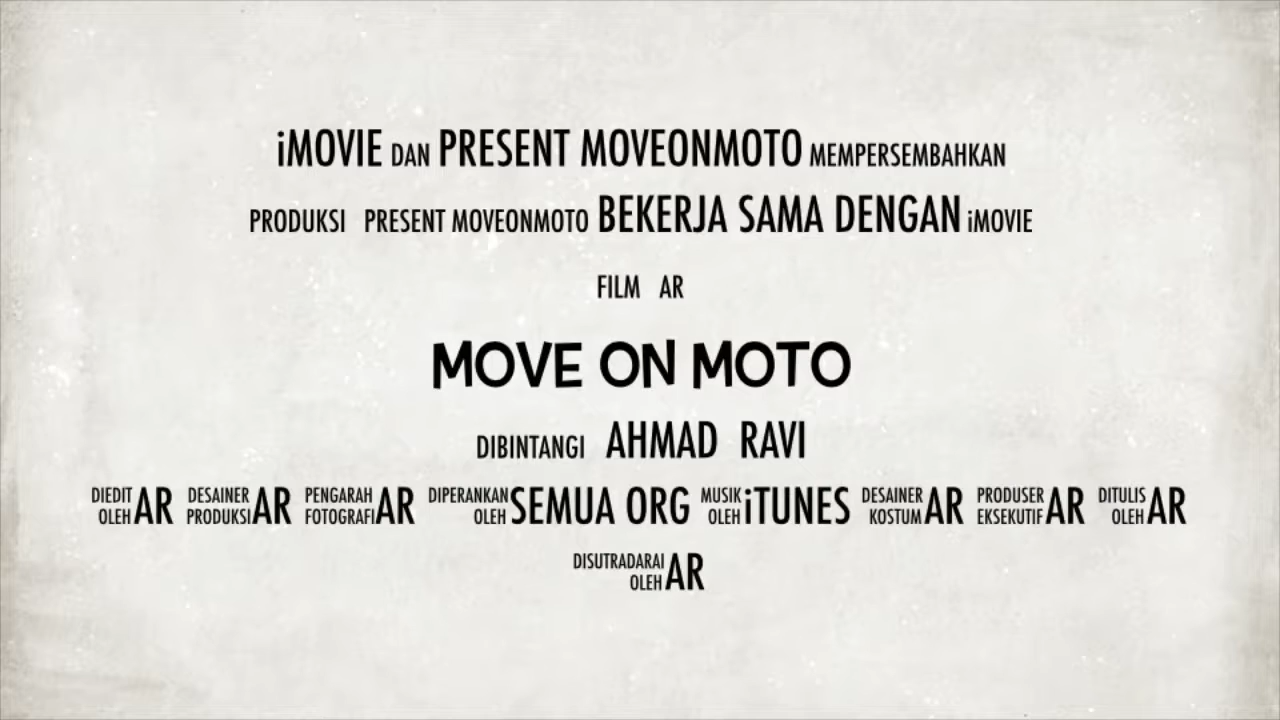 iMOVIE DAN PRESENT MOVEONMOTO MEMPERSEMBAHKAN
PRODUKSI PRESENT MOVEONMOTO BEKERJA SAMA DENGAN iMOVIE
FILM AR
MOVE ON MOTO
DIBINTANGI AHMAD RAVI
DIEDIT OLEH AR DESAINER PRODUKSI AR PENGARAH FOTOGRAFI AR DIPERANKAN OLEH SEMUA ORG MUSIK OLEH iTUNES DESAINER KOSTUM AR PRODUSER EKSEKUTIF AR DITULIS OLEH AR
DISUTRADARAI OLEH AR